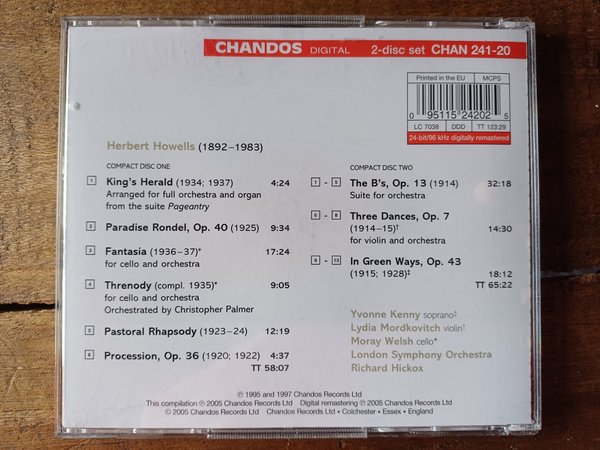 CHANDOS DIGITAL 2-disc set CHAN 241-20
Printed in the EU MCPS
0 95115 24202 5
LC 7038 DDD TT 123:29
24-bit/96 kHz digitally remastered
Herbert Howells (1892–1983)
COMPACT DISC ONE
1 King's Herald (1934; 1937) 4:24
Arranged for full orchestra and organ
from the suite Pageantry
2 Paradise Rondel, Op. 40 (1925) 9:34
3 Fantasia (1936–37)* 17:24
for cello and orchestra
4 Threnody (compl. 1935)* 9:05
for cello and orchestra
Orchestrated by Christopher Palmer
5 Pastoral Rhapsody (1923–24) 12:19
6 Procession, Op. 36 (1920; 1922) 4:37
TT 58:07
COMPACT DISC TWO
1 - 5 The B's, Op. 13 (1914) 32:18
Suite for orchestra
6 - 8 Three Dances, Op. 7
(1914–15)† 14:30
for violin and orchestra
9 - 13 In Green Ways, Op. 43
(1915; 1928)‡ 18:12
TT 65:22
Yvonne Kenny soprano‡
Lydia Mordkovitch violin†
Moray Welsh cello*
London Symphony Orchestra
Richard Hickox
℗ 1995 and 1997 Chandos Records Ltd
This compilation ℗ 2005 Chandos Records Ltd Digital remastering ℗ 2005 Chandos Records Ltd
© 2005 Chandos Records Ltd Chandos Records Ltd • Colchester • Essex • England